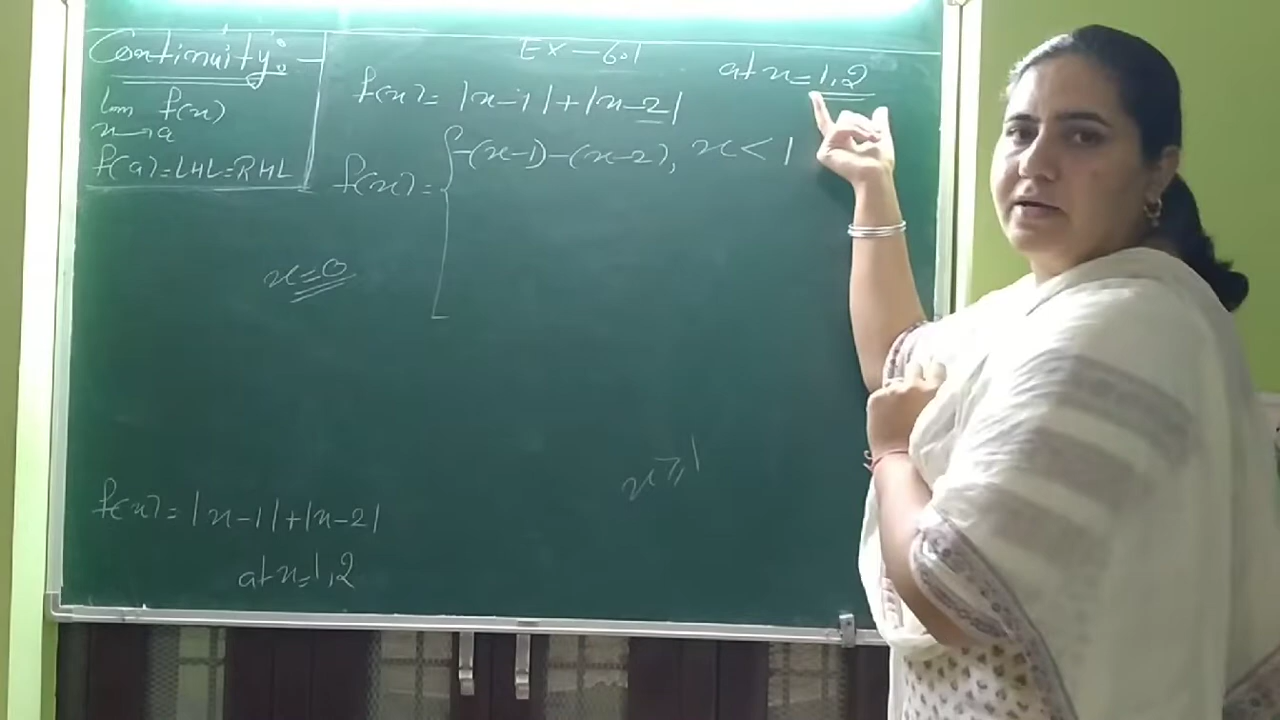 Continuity:
lim f(x)
x→a
f(a)=LHL=RHL
Ex-6.1
f(x)= |x-1|+|x-2|
at x=1,2
f(x)= { -(x-1)-(x-2), x<1
x=0
x≥1
f(x)= |x-1|+|x-2|
at x=1,2